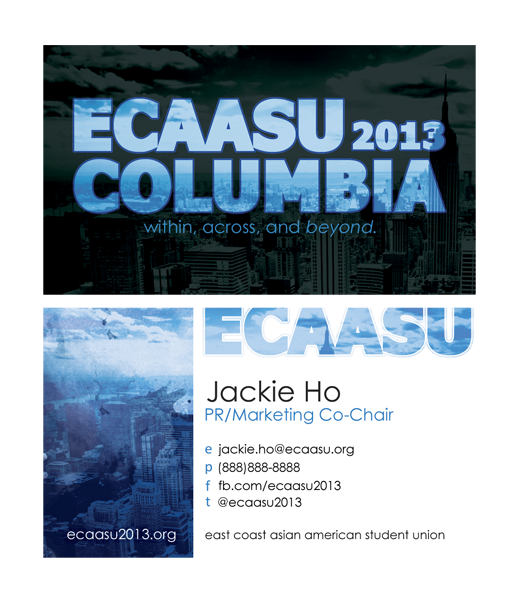 ECAASU 2013
COLUMBIA
within, across, and beyond.
ECAASU
Jackie Ho
PR/Marketing Co-Chair
e jackie.ho@ecaasu.org
p (888)888-8888
f fb.com/ecaasu2013
t @ecaasu2013
ecaasu2013.org
east coast asian american student union